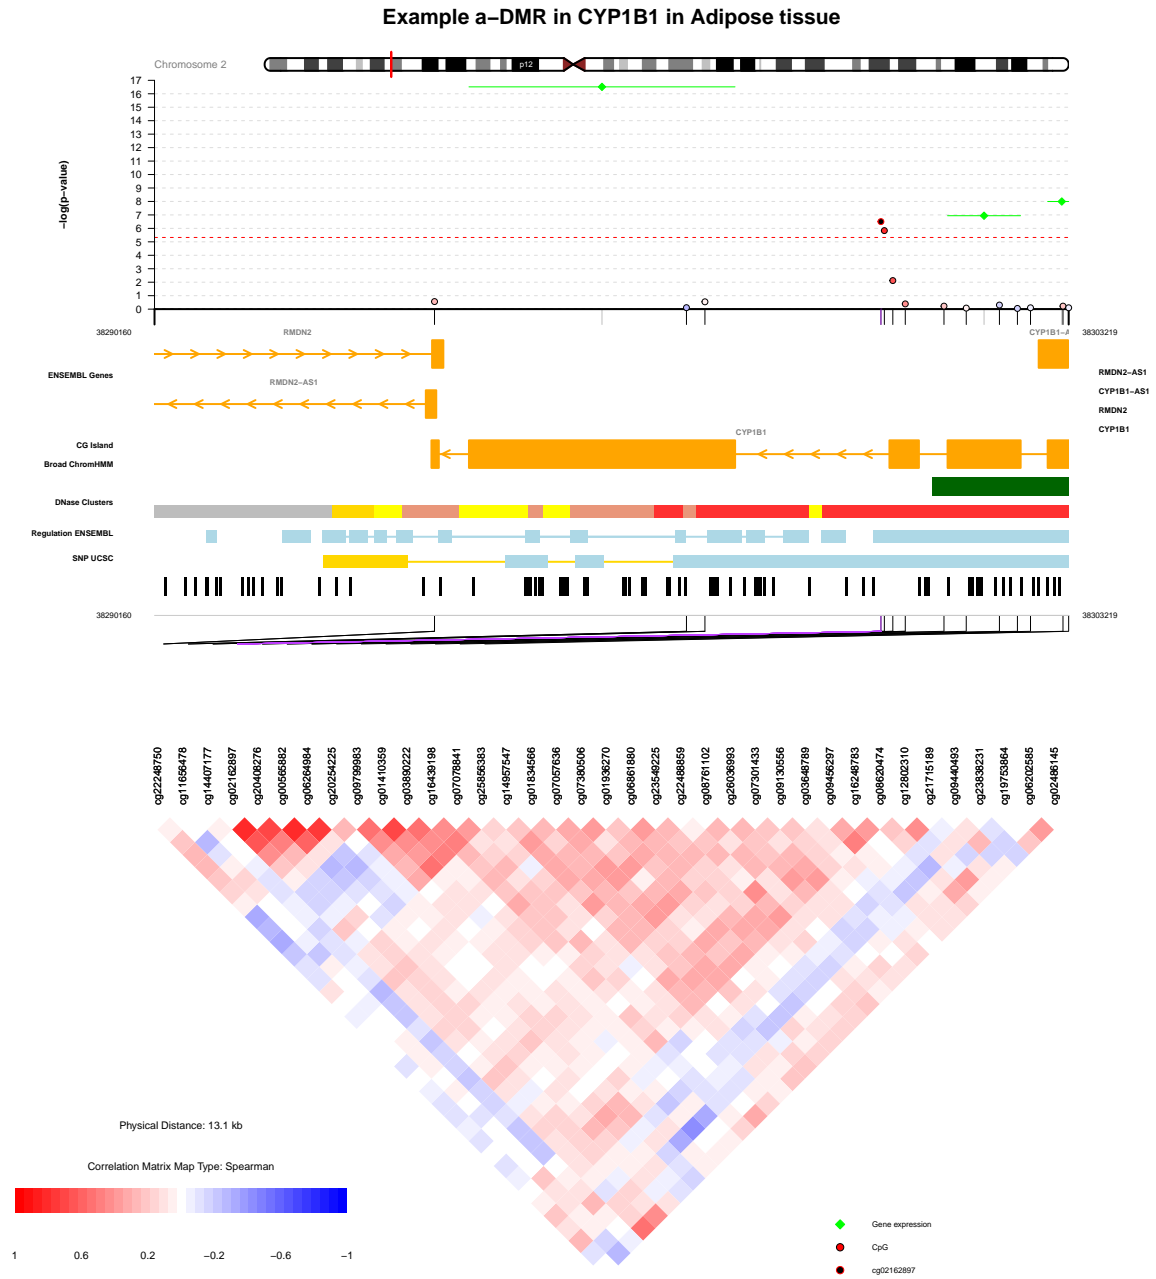 Example a−DMR in CYP1B1 in Adipose tissue
Chromosome 2
p12
−log(p−value)
17
16
15
14
13
12
11
10
9
8
7
6
5
4
3
2
1
0
38290160
38303219
RMDN2
CYP1B1−A
ENSEMBL Genes
RMDN2−AS1
RMDN2−AS1
CYP1B1−AS1
RMDN2
CYP1B1
CYP1B1
CG Island
Broad ChromHMM
DNase Clusters
Regulation ENSEMBL
SNP UCSC
38290160
38303219
cg22248750
cg11656478
cg14407177
cg02162897
cg20408276
cg00565882
cg06264984
cg20254225
cg09799983
cg01410359
cg03890222
cg16439198
cg07078841
cg25856383
cg14957547
cg01834566
cg07057636
cg07380506
cg01936270
cg06861880
cg23549225
cg22488859
cg08761102
cg26036993
cg07301433
cg09130556
cg03648789
cg09456297
cg16248783
cg08620474
cg12802310
cg21715189
cg09440493
cg23838231
cg19753864
cg06202585
cg02486145
Physical Distance: 13.1 kb
Correlation Matrix Map Type: Spearman
1 0.6 0.2 −0.2 −0.6 −1
Gene expression
CpG
cg02162897